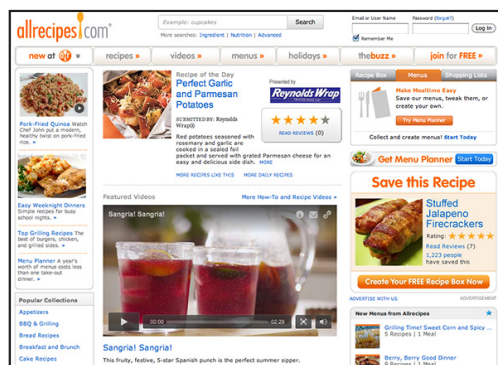 allrecipes.com
Example: cupcakes
Search
More searches: Ingredient | Nutrition | Advanced
Email or User Name
Password (forgot?)
Log In
Remember Me
new at ar »
recipes »
videos »
menus »
holidays »
thebuzz »
join for FREE »
Pork-Fried Quinoa Watch
Chef John put a modern,
healthy twist on pork-fried
rice. »
Easy Weeknight Dinners
Simple recipes for busy
school nights. »
Top Grilling Recipes The
best of burgers, chicken,
and grilled sides. »
Menu Planner A year's
worth of menus costs less
than one take-out
dinner. »
Popular Collections
Appetizers
BBQ & Grilling
Bread Recipes
Breakfast and Brunch
Cake Recipes
Recipe of the Day
Perfect Garlic
and Parmesan
Potatoes
SUBMITTED BY: Reynolds
Wrap®
Presented by
Reynolds Wrap
READ REVIEWS (0)
Red potatoes seasoned with
rosemary and garlic are
cooked in a sealed foil
packet and served with grated Parmesan cheese for an
easy and delicious side dish. MORE
MORE RECIPES LIKE THIS
MORE DAILY RECIPES
Featured Videos
More How-To and Recipe Videos »
Sangria! Sangria!
00:00
02:29
Sangria! Sangria!
This fruity, festive, 5-star Spanish punch is the perfect summer sipper.
Recipe Box
Menus
Shopping Lists
Make Mealtime Easy
Save our menus, tweak them, or
create your own.
Try Menu Planner
Collect and create menus! Start Today
Get Menu Planner
Start Today
Save this Recipe
Stuffed
Jalapeno
Firecrackers
Rating:
Read Reviews (7)
1,223 people
have saved this
Create Your FREE Recipe Box Now
ADVERTISE WITH US
ADVERTISEMENT
New Menus from Allrecipes
Grilling Time! Sweet Corn and Spicy ...
5 Recipes | 1 Meal
Berry, Berry Good Dinner